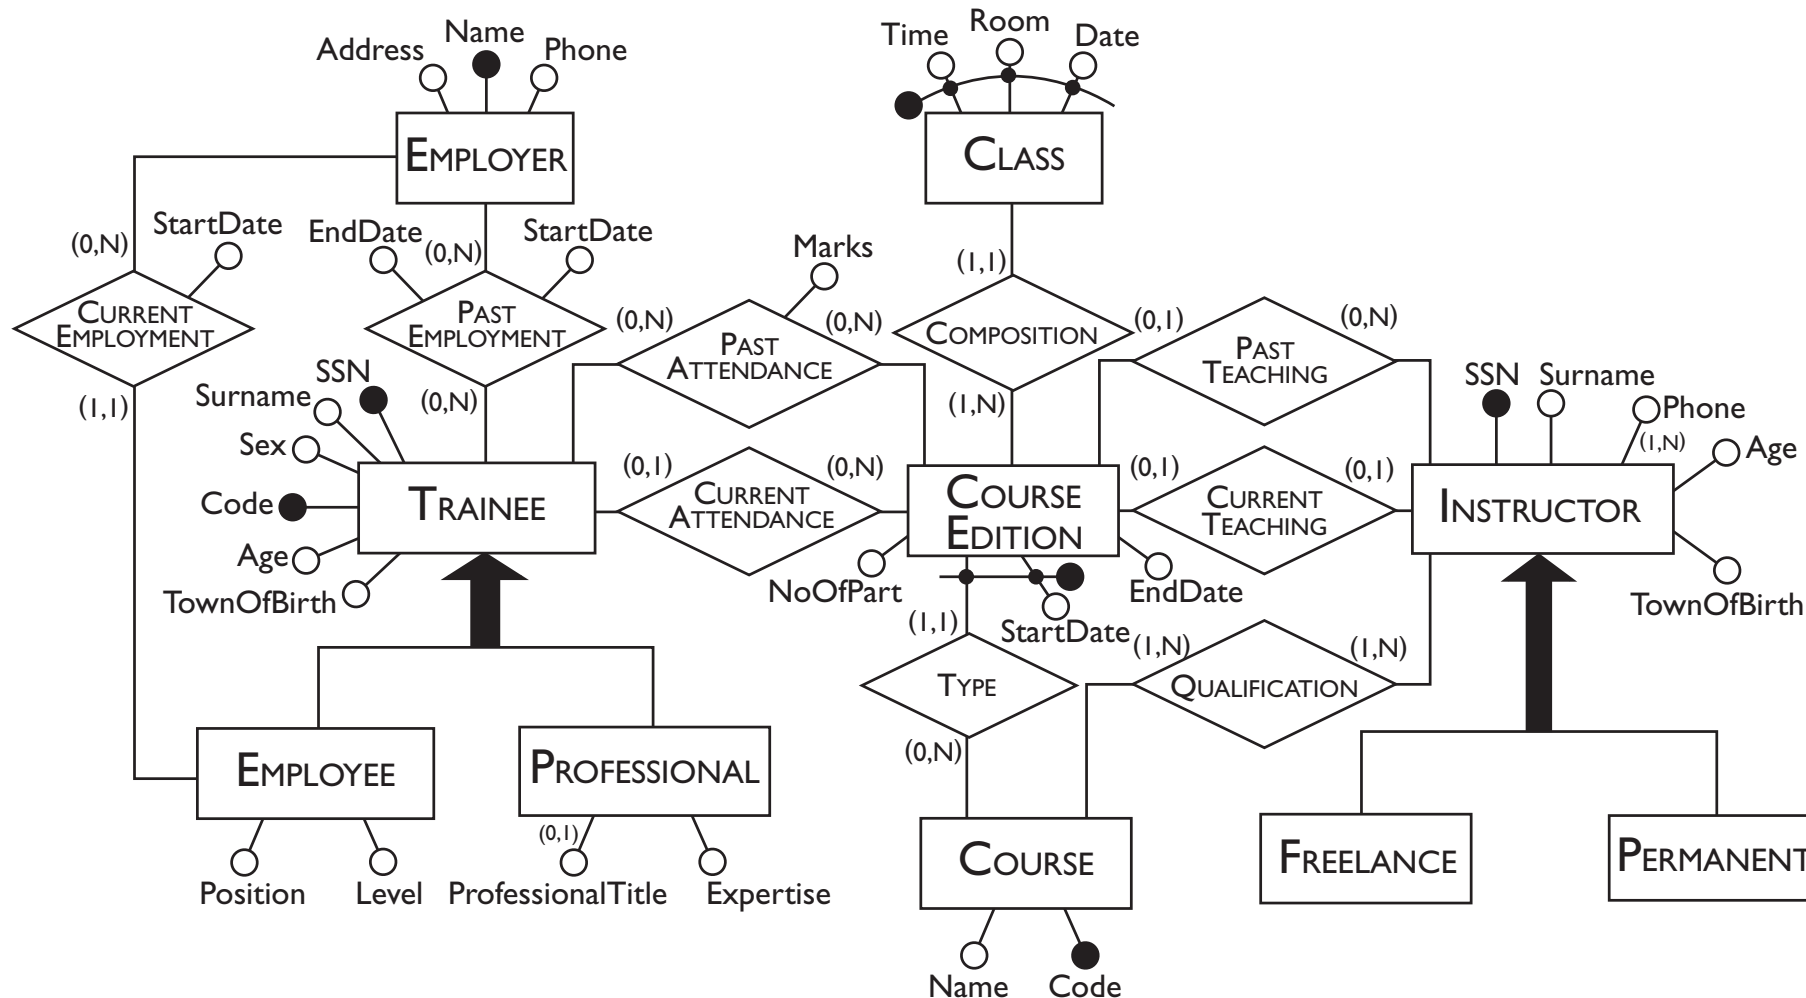 Name
Address
Phone
EMPLOYER
Time
Room
Date
CLASS
(0,N)
StartDate
EndDate
(0,N)
StartDate
CURRENT
EMPLOYMENT
PAST
EMPLOYMENT
(1,1)
(0,N)
Marks
(0,N)
(0,N)
PAST
ATTENDANCE
(1,1)
COMPOSITION
(1,N)
(0,1)
(0,N)
PAST
TEACHING
SSN
Surname
Sex
Code
Age
TownOfBirth
TRAINEE
(0,1)
(0,N)
CURRENT
ATTENDANCE
COURSE
EDITION
NoOfPart
StartDate
EndDate
(0,1)
(0,1)
CURRENT
TEACHING
SSN
Surname
Phone
(1,N)
Age
INSTRUCTOR
TownOfBirth
(1,1)
TYPE
(0,N)
(1,N)
(1,N)
QUALIFICATION
EMPLOYEE
Position
Level
PROFESSIONAL
(0,1)
ProfessionalTitle
Expertise
COURSE
Name
Code
FREELANCE
PERMANENT